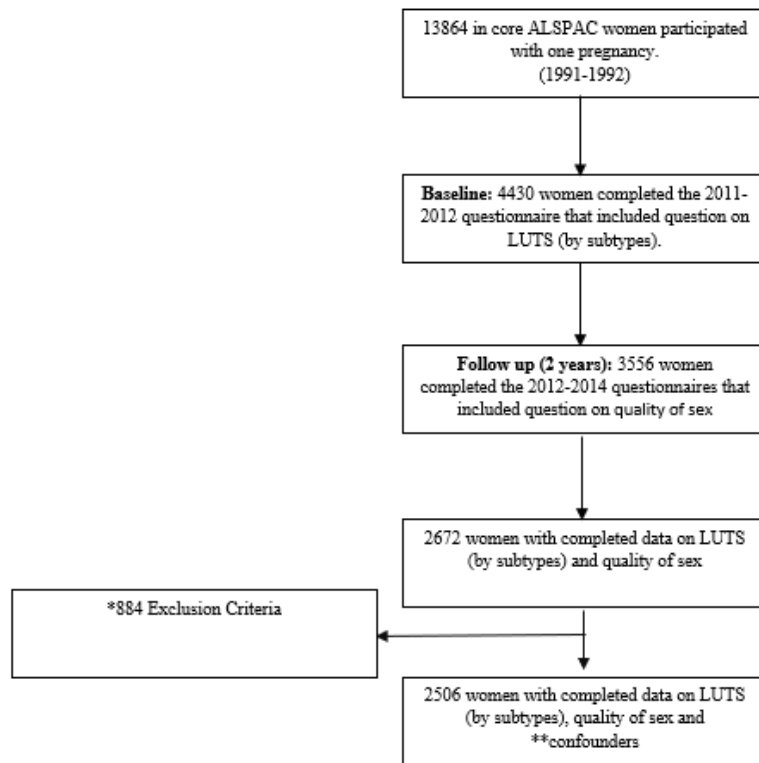 13864 in core ALSPAC women participated
with one pregnancy.
(1991-1992)
Baseline: 4430 women completed the 2011-
2012 questionnaire that included question on
LUTS (by subtypes).
Follow up (2 years): 3556 women
completed the 2012-2014 questionnaires that
included question on quality of sex
2672 women with completed data on LUTS
(by subtypes) and quality of sex
*884 Exclusion Criteria
2506 women with completed data on LUTS
(by subtypes), quality of sex and
**confounders